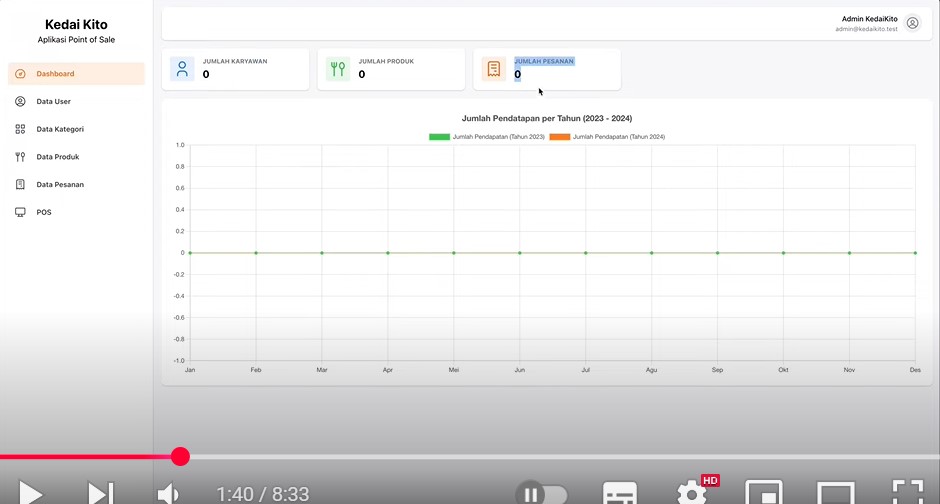 Kedai Kito
Aplikasi Point of Sale
Dashboard
Data User
Data Kategori
Data Produk
Data Pesanan
POS
Admin KedaiKito
admin@kedaikito.test
JUMLAH KARYAWAN
0
JUMLAH PRODUK
0
JUMLAH PESANAN
0
Jumlah Pendatapan per Tahun (2023 - 2024)
Jumlah Pendapatan (Tahun 2023) Jumlah Pendapatan (Tahun 2024)
1.0
0.8
0.6
0.4
0.2
0
-0.2
-0.4
-0.6
-0.8
-1.0
Jan Feb Mar Apr Mei Jun Jul Agu Sep Okt Nov Des
1:40 / 8:33
HD